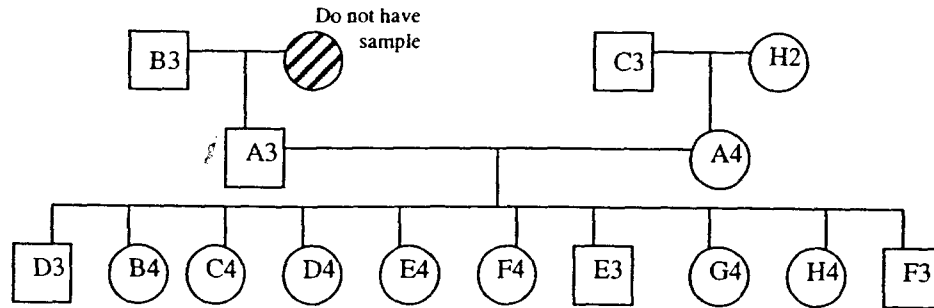 Do not have
sample
B3
C3
H2
A3
A4
D3
B4
C4
D4
E4
F4
E3
G4
H4
F3